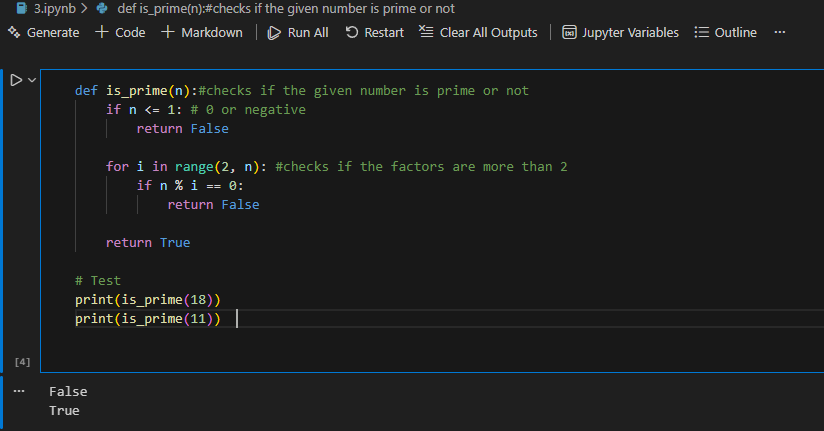 3.ipynb > def is_prime(n):#checks if the given number is prime or not
Generate + Code + Markdown Run All Restart Clear All Outputs Jupyter Variables Outline ...
def is_prime(n):#checks if the given number is prime or not
    if n <= 1: # 0 or negative
        return False
    for i in range(2, n): #checks if the factors are more than 2
        if n % i == 0:
            return False
    return True
# Test
print(is_prime(18))
print(is_prime(11))
[4]
... False
True